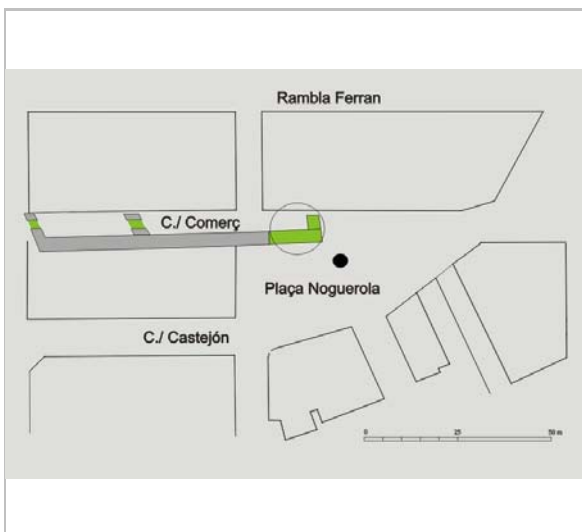 Rambla Ferran
C./ Comerç
Plaça Noguerola
C./ Castejón
0 25 50 m